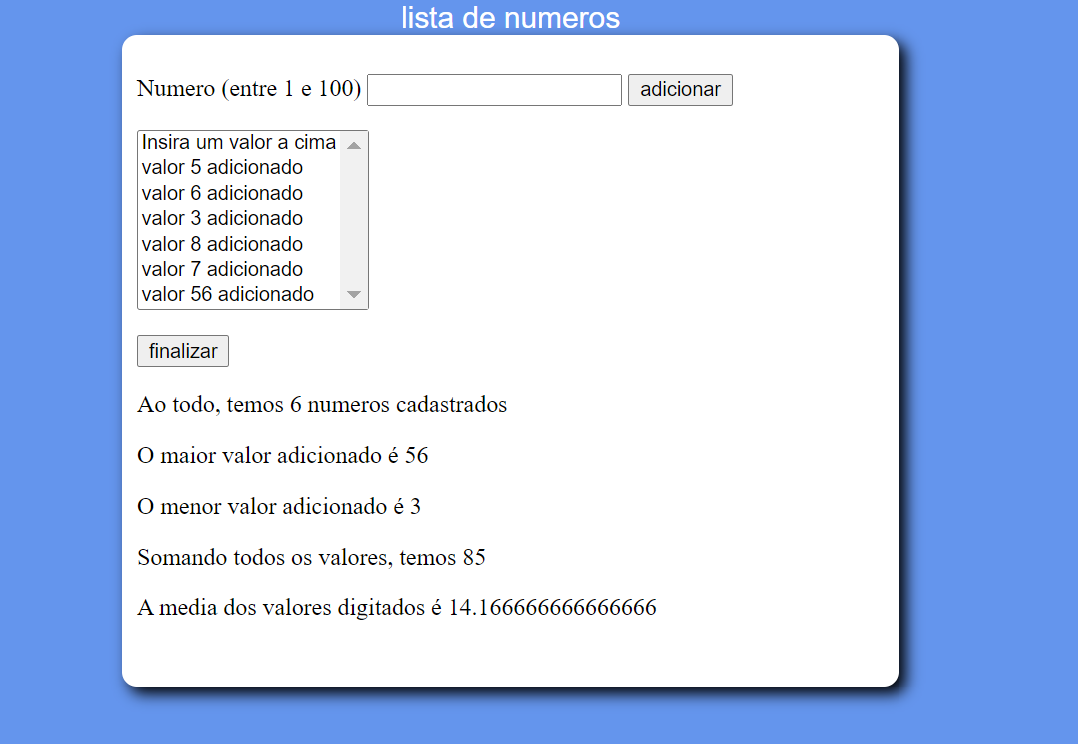 lista de numeros
Numero (entre 1 e 100) adicionar
Insira um valor a cima
valor 5 adicionado
valor 6 adicionado
valor 3 adicionado
valor 8 adicionado
valor 7 adicionado
valor 56 adicionado
finalizar
Ao todo, temos 6 numeros cadastrados
O maior valor adicionado é 56
O menor valor adicionado é 3
Somando todos os valores, temos 85
A media dos valores digitados é 14.166666666666666